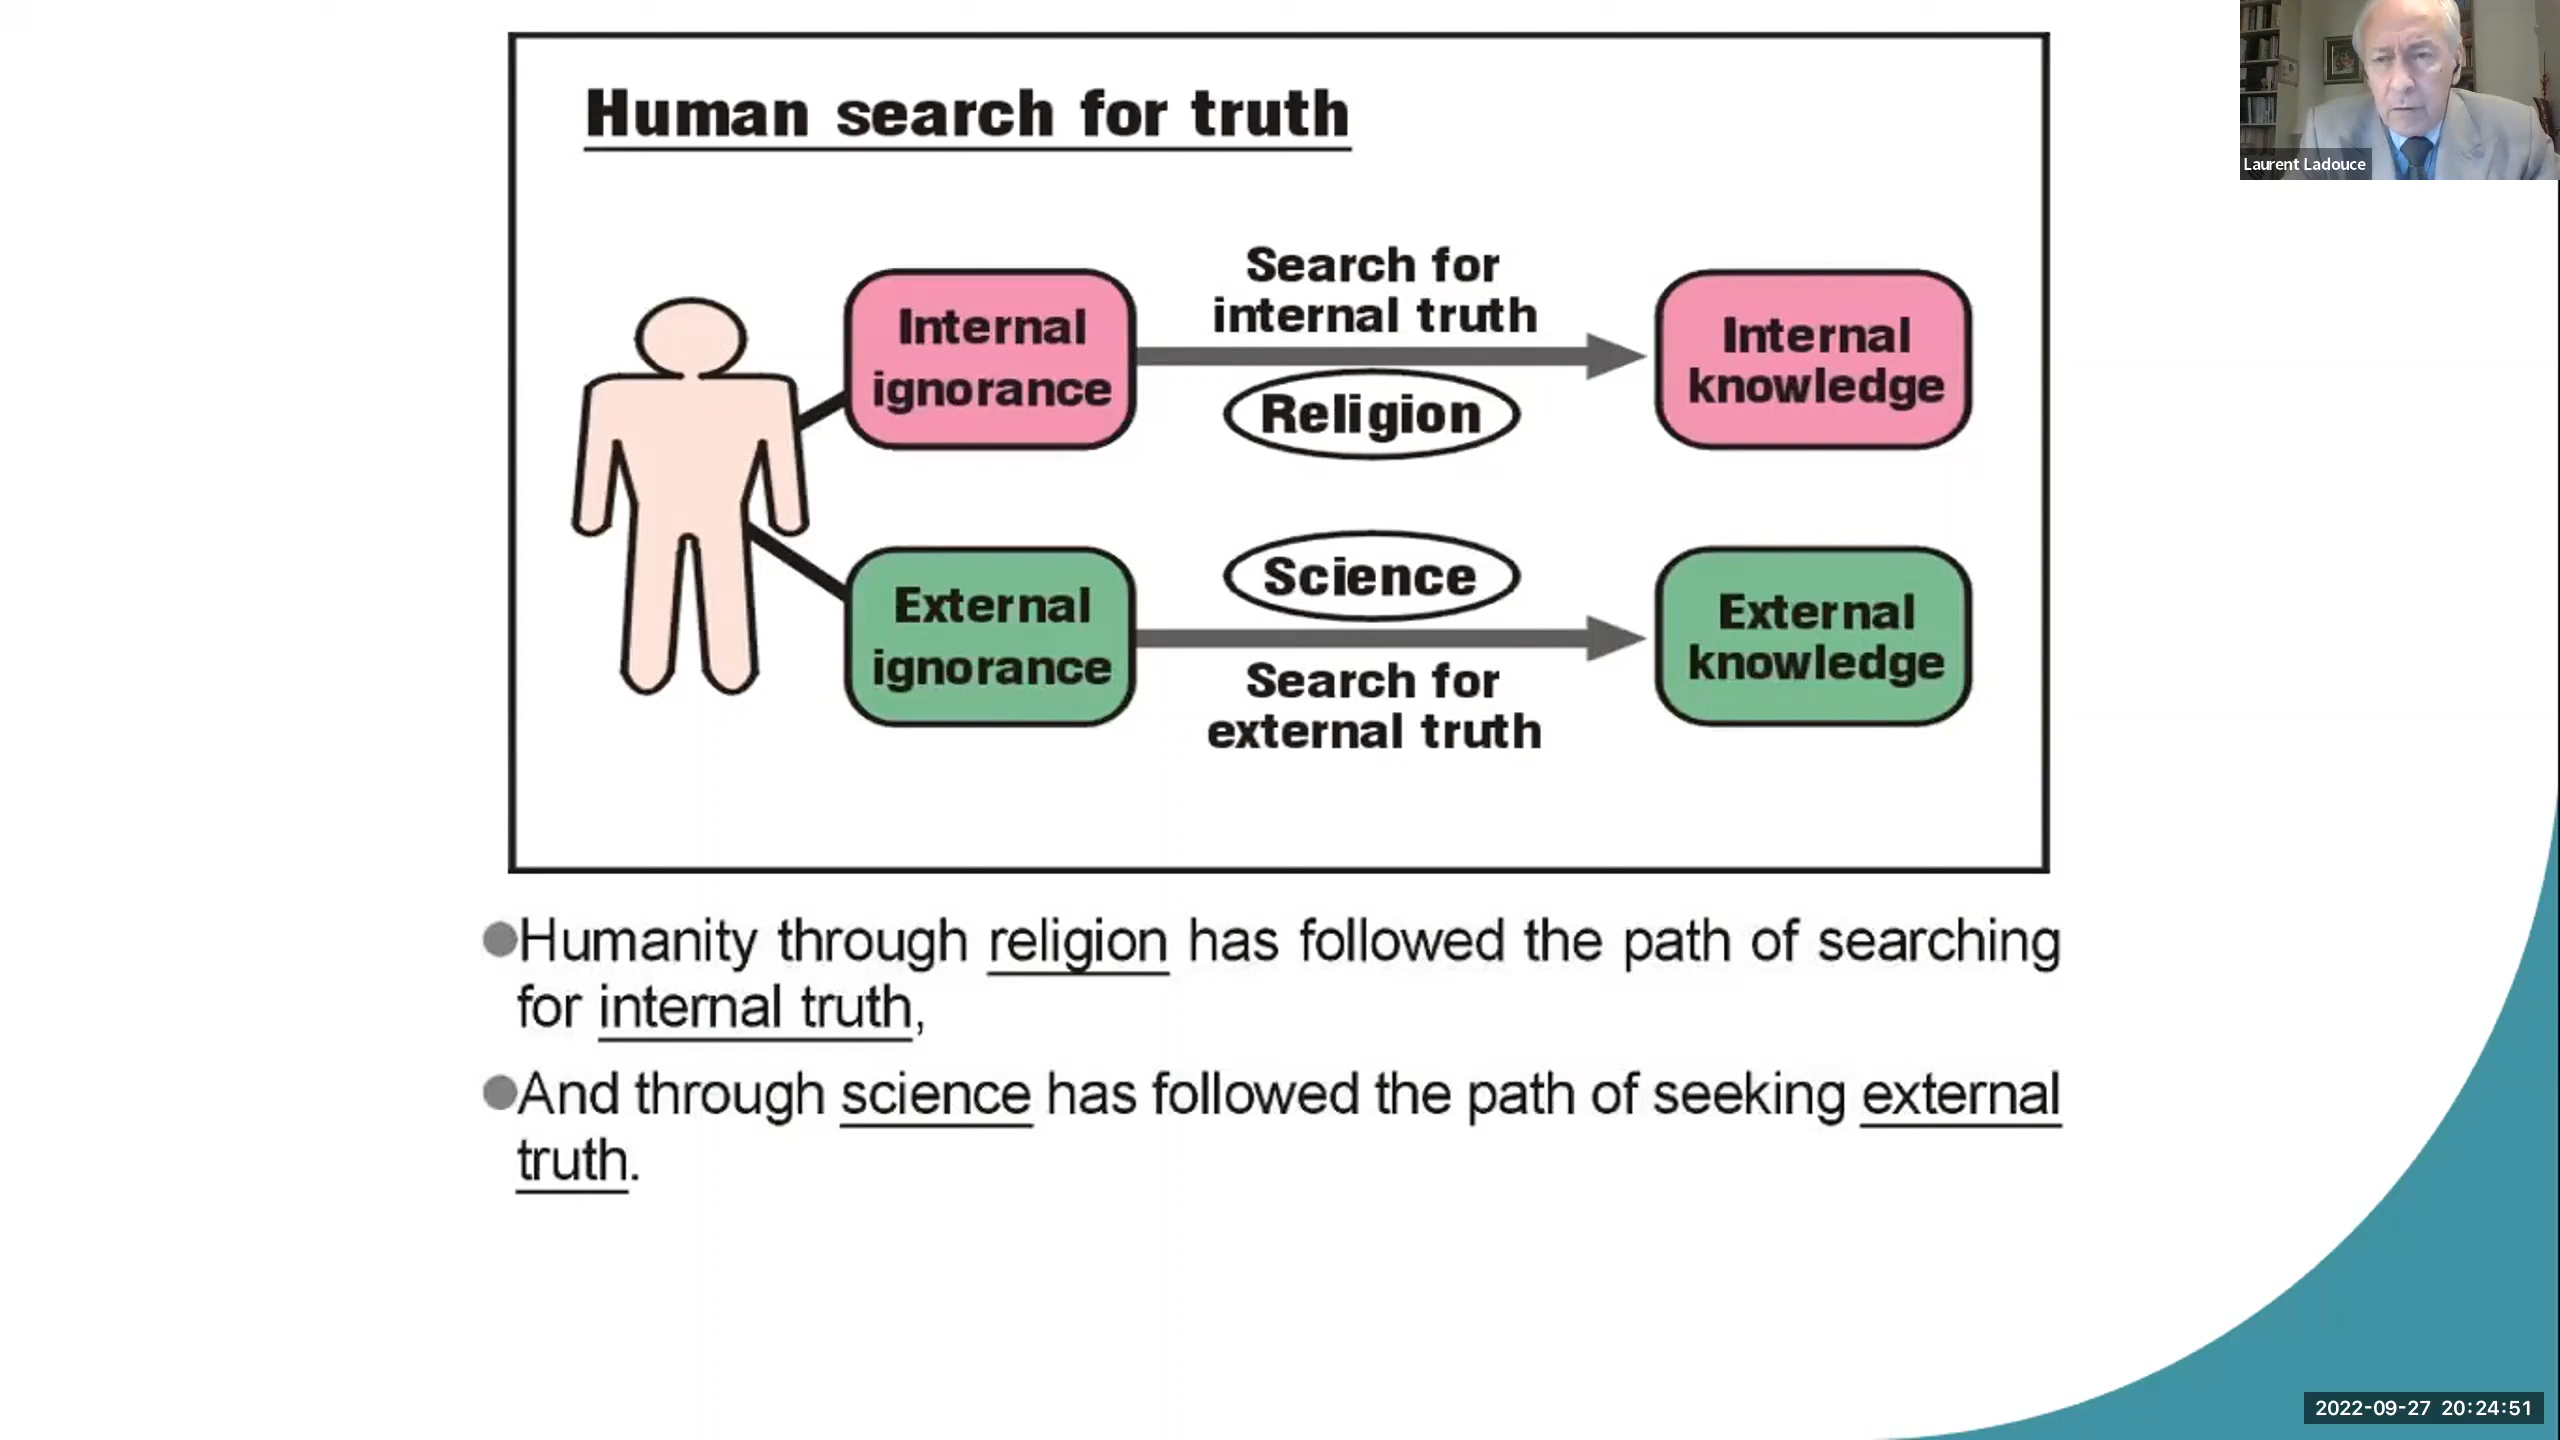 Human search for truth
Laurent Ladouce
Internal
ignorance
Search for
internal truth
Religion
Internal
knowledge
External
ignorance
Science
Search for
external truth
External
knowledge
Humanity through religion has followed the path of searching
for internal truth,
And through science has followed the path of seeking external
truth.
2022-09-27 20:24:51